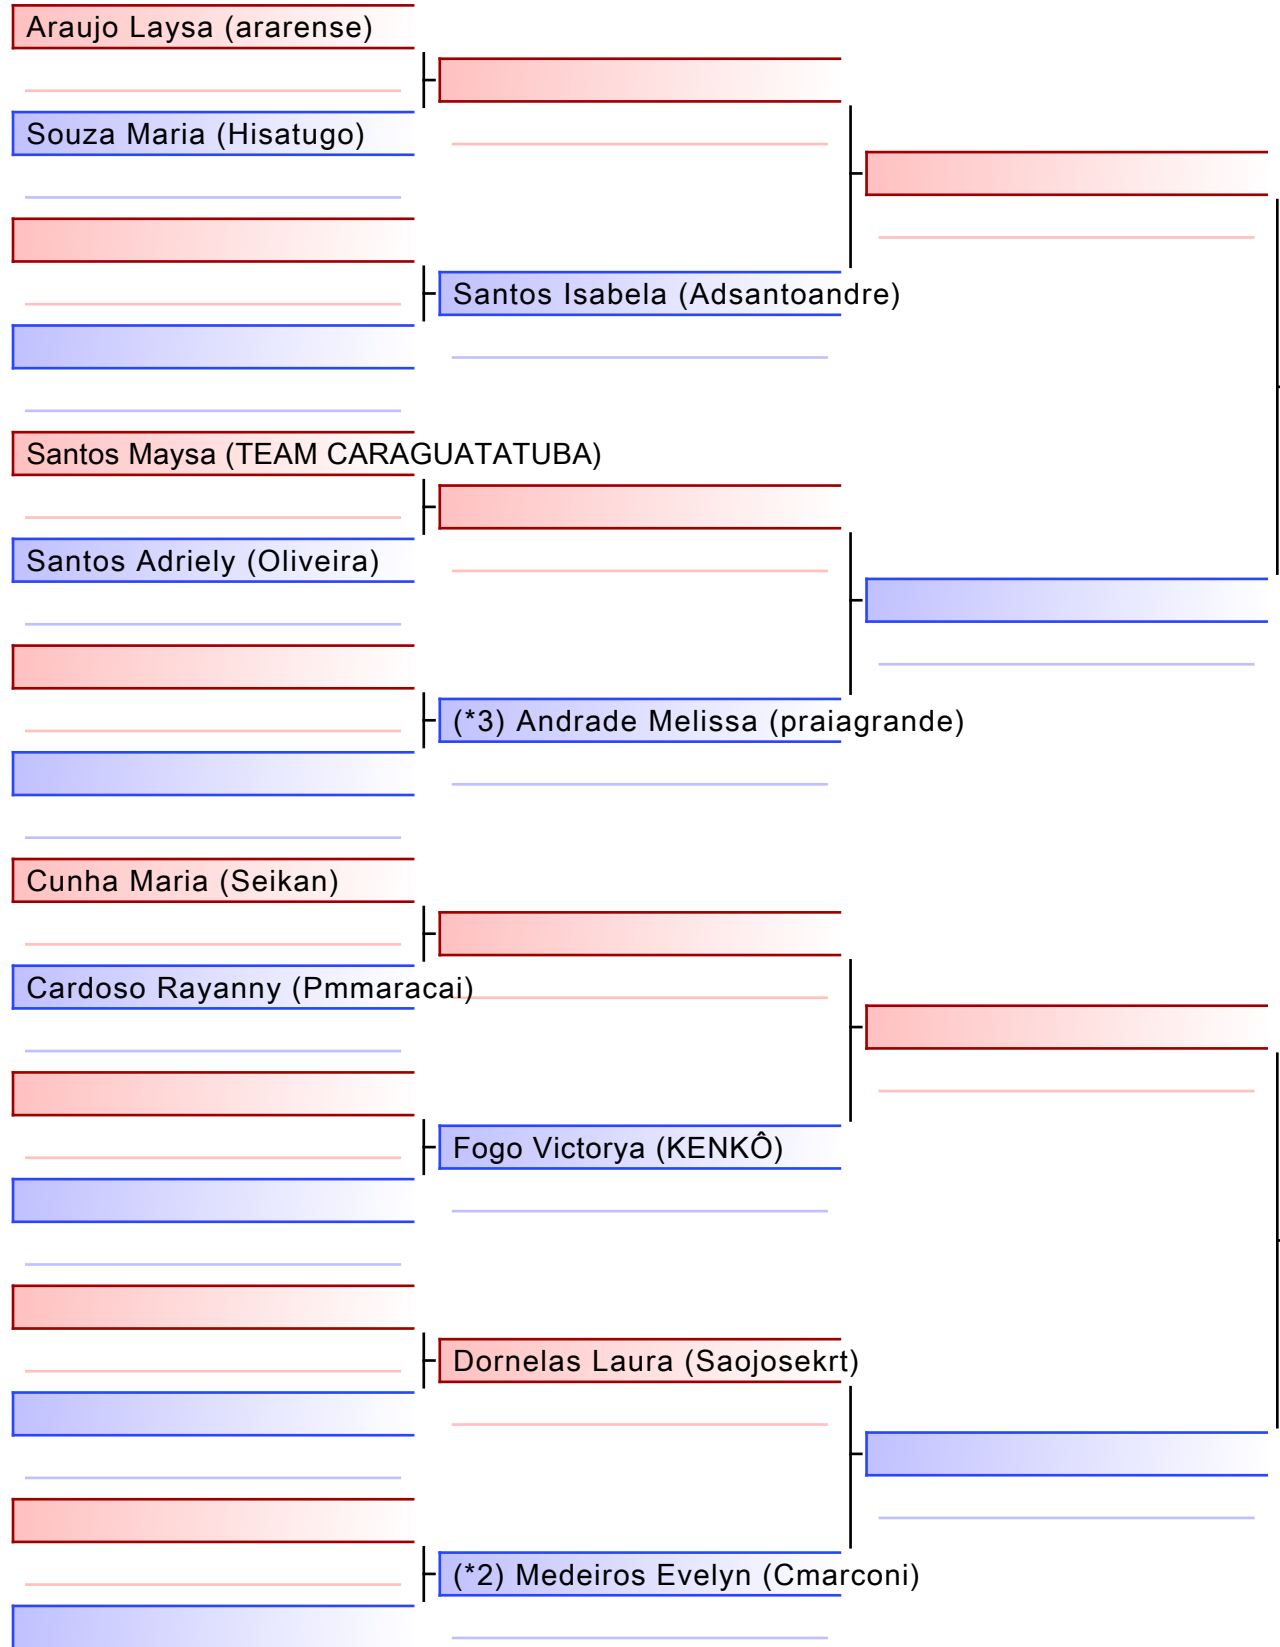 Araujo Laysa (ararense)
Souza Maria (Hisatugo)
Santos Isabela (Adsantoandre)
Santos Maysa (TEAM CARAGUATATUBA)
Santos Adriely (Oliveira)
(*3) Andrade Melissa (praiagrande)
Cunha Maria (Seikan)
Cardoso Rayanny (Pmmaracai)
Fogo Victorya (KENKÔ)
Dornelas Laura (Saojosekrt)
(*2) Medeiros Evelyn (Cmarconi)